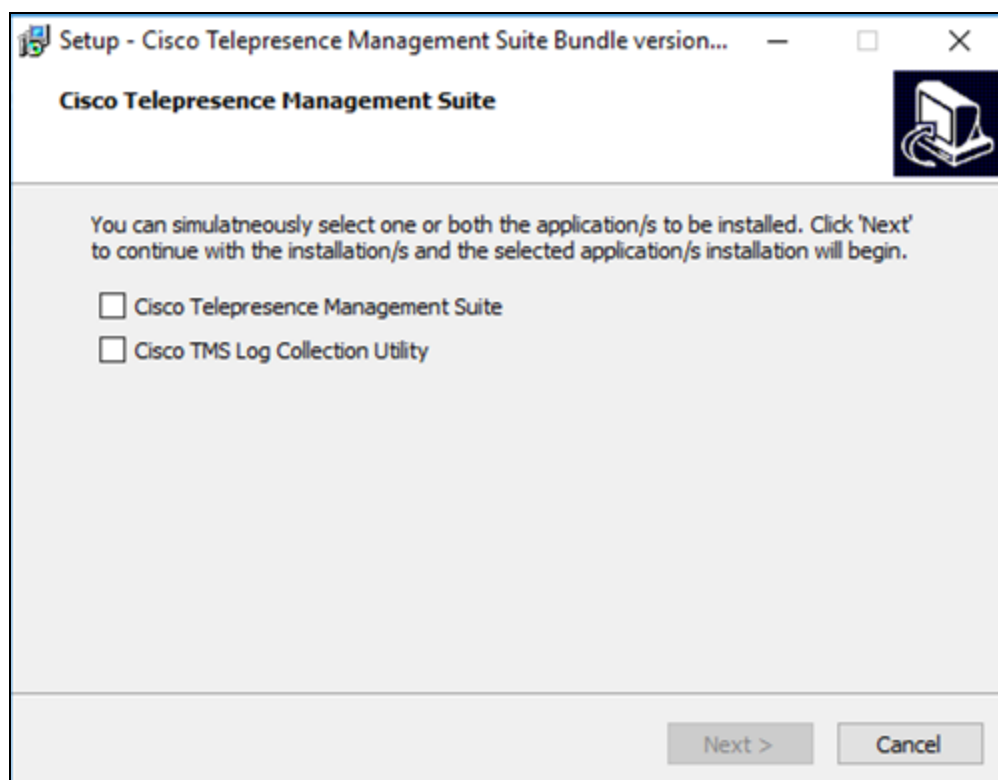 Setup - Cisco Telepresence Management Suite Bundle version...
Cisco Telepresence Management Suite
You can simulatneously select one or both the application/s to be installed. Click 'Next'
to continue with the installation/s and the selected application/s installation will begin.
Cisco Telepresence Management Suite
Cisco TMS Log Collection Utility
Next >
Cancel